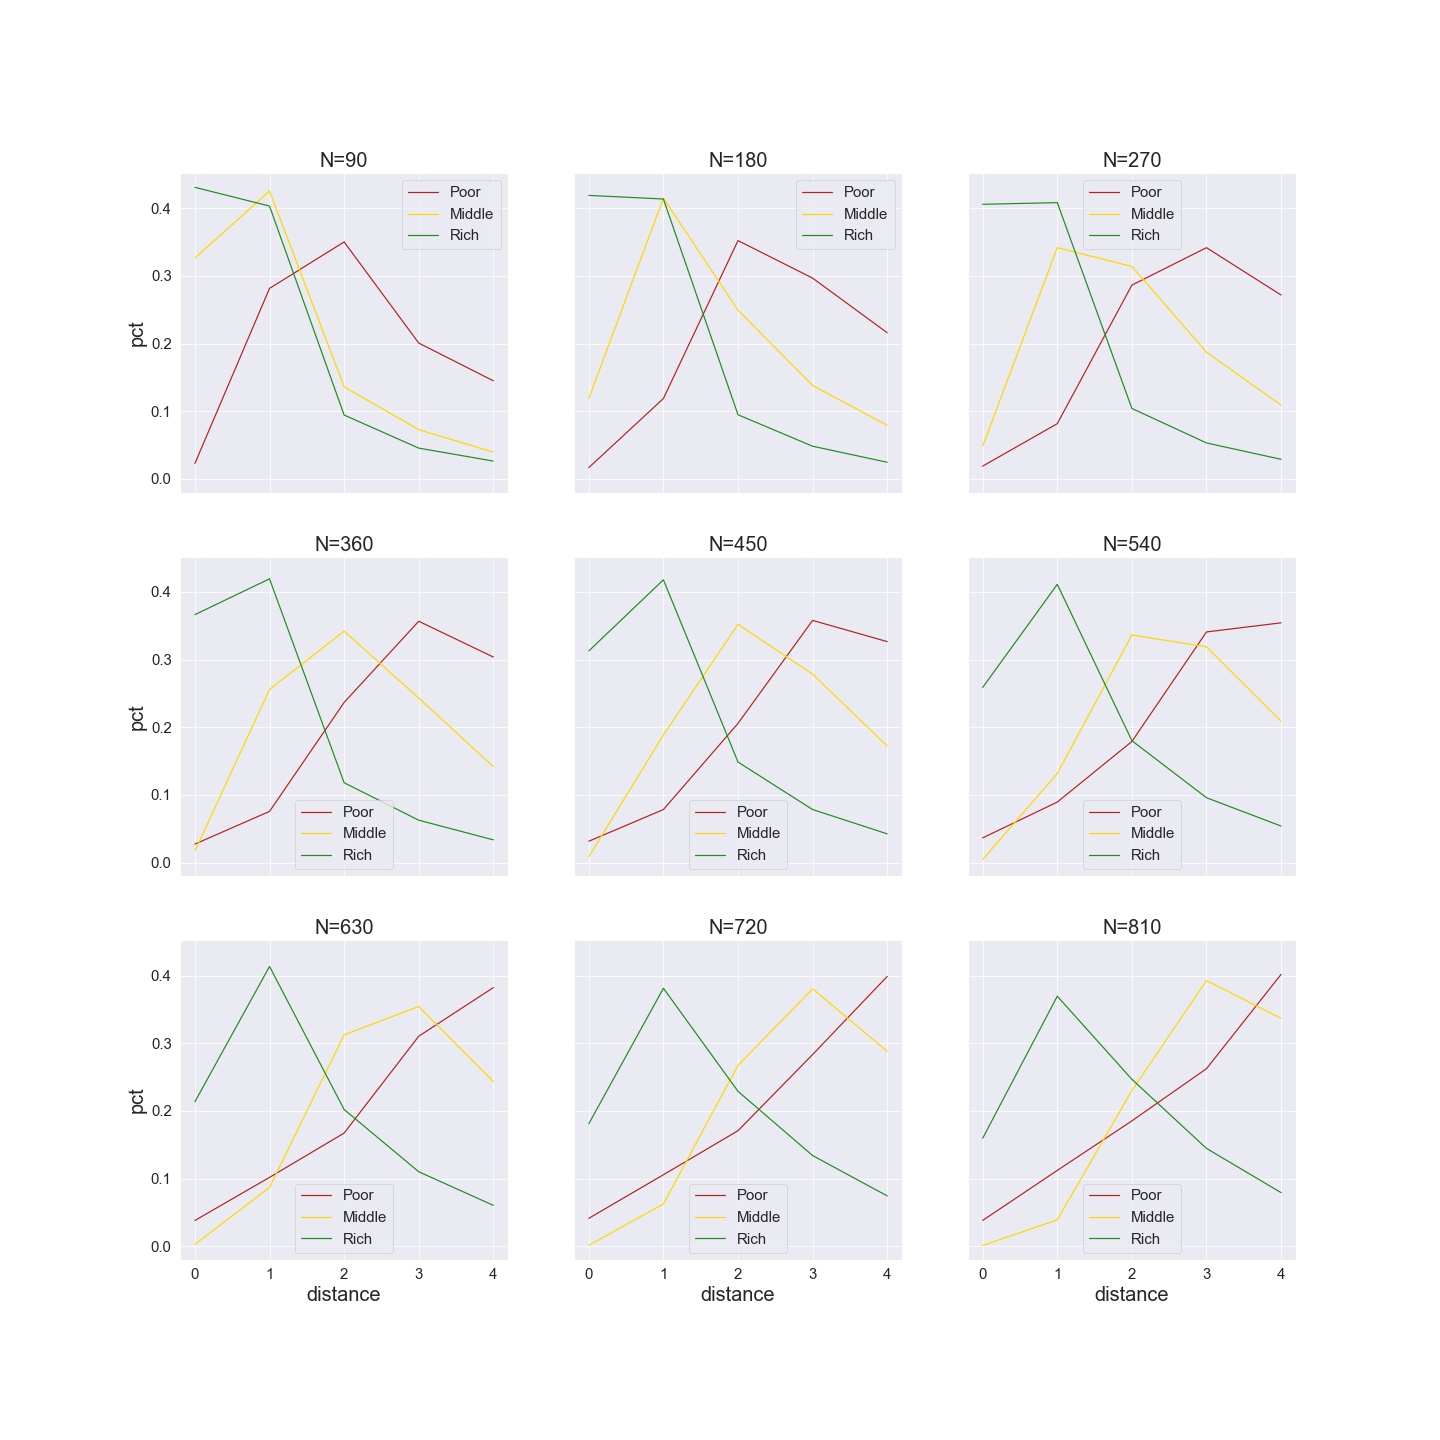 N=90
N=180
N=270
pct
0.4
0.3
0.2
0.1
0.0
Poor
Middle
Rich
Poor
Middle
Rich
Poor
Middle
Rich
N=360
N=450
N=540
pct
0.4
0.3
0.2
0.1
0.0
Poor
Middle
Rich
Poor
Middle
Rich
Poor
Middle
Rich
N=630
N=720
N=810
pct
0.4
0.3
0.2
0.1
0.0
Poor
Middle
Rich
Poor
Middle
Rich
Poor
Middle
Rich
0 1 2 3 4
0 1 2 3 4
0 1 2 3 4
distance
distance
distance